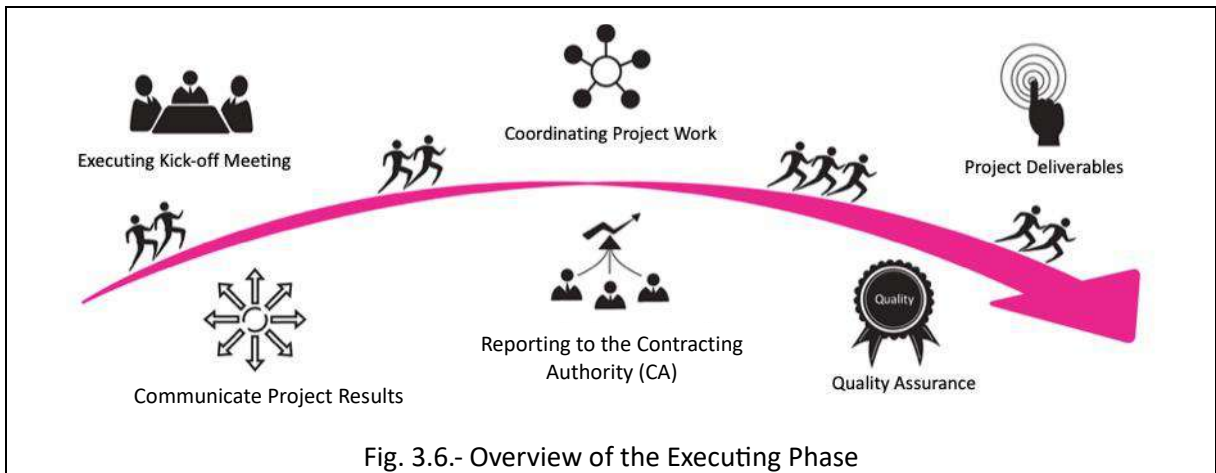 Executing Kick-off Meeting
Coordinating Project Work
Project Deliverables
Communicate Project Results
Reporting to the Contracting
Authority (CA)
Quality
Quality Assurance
Fig. 3.6.- Overview of the Executing Phase